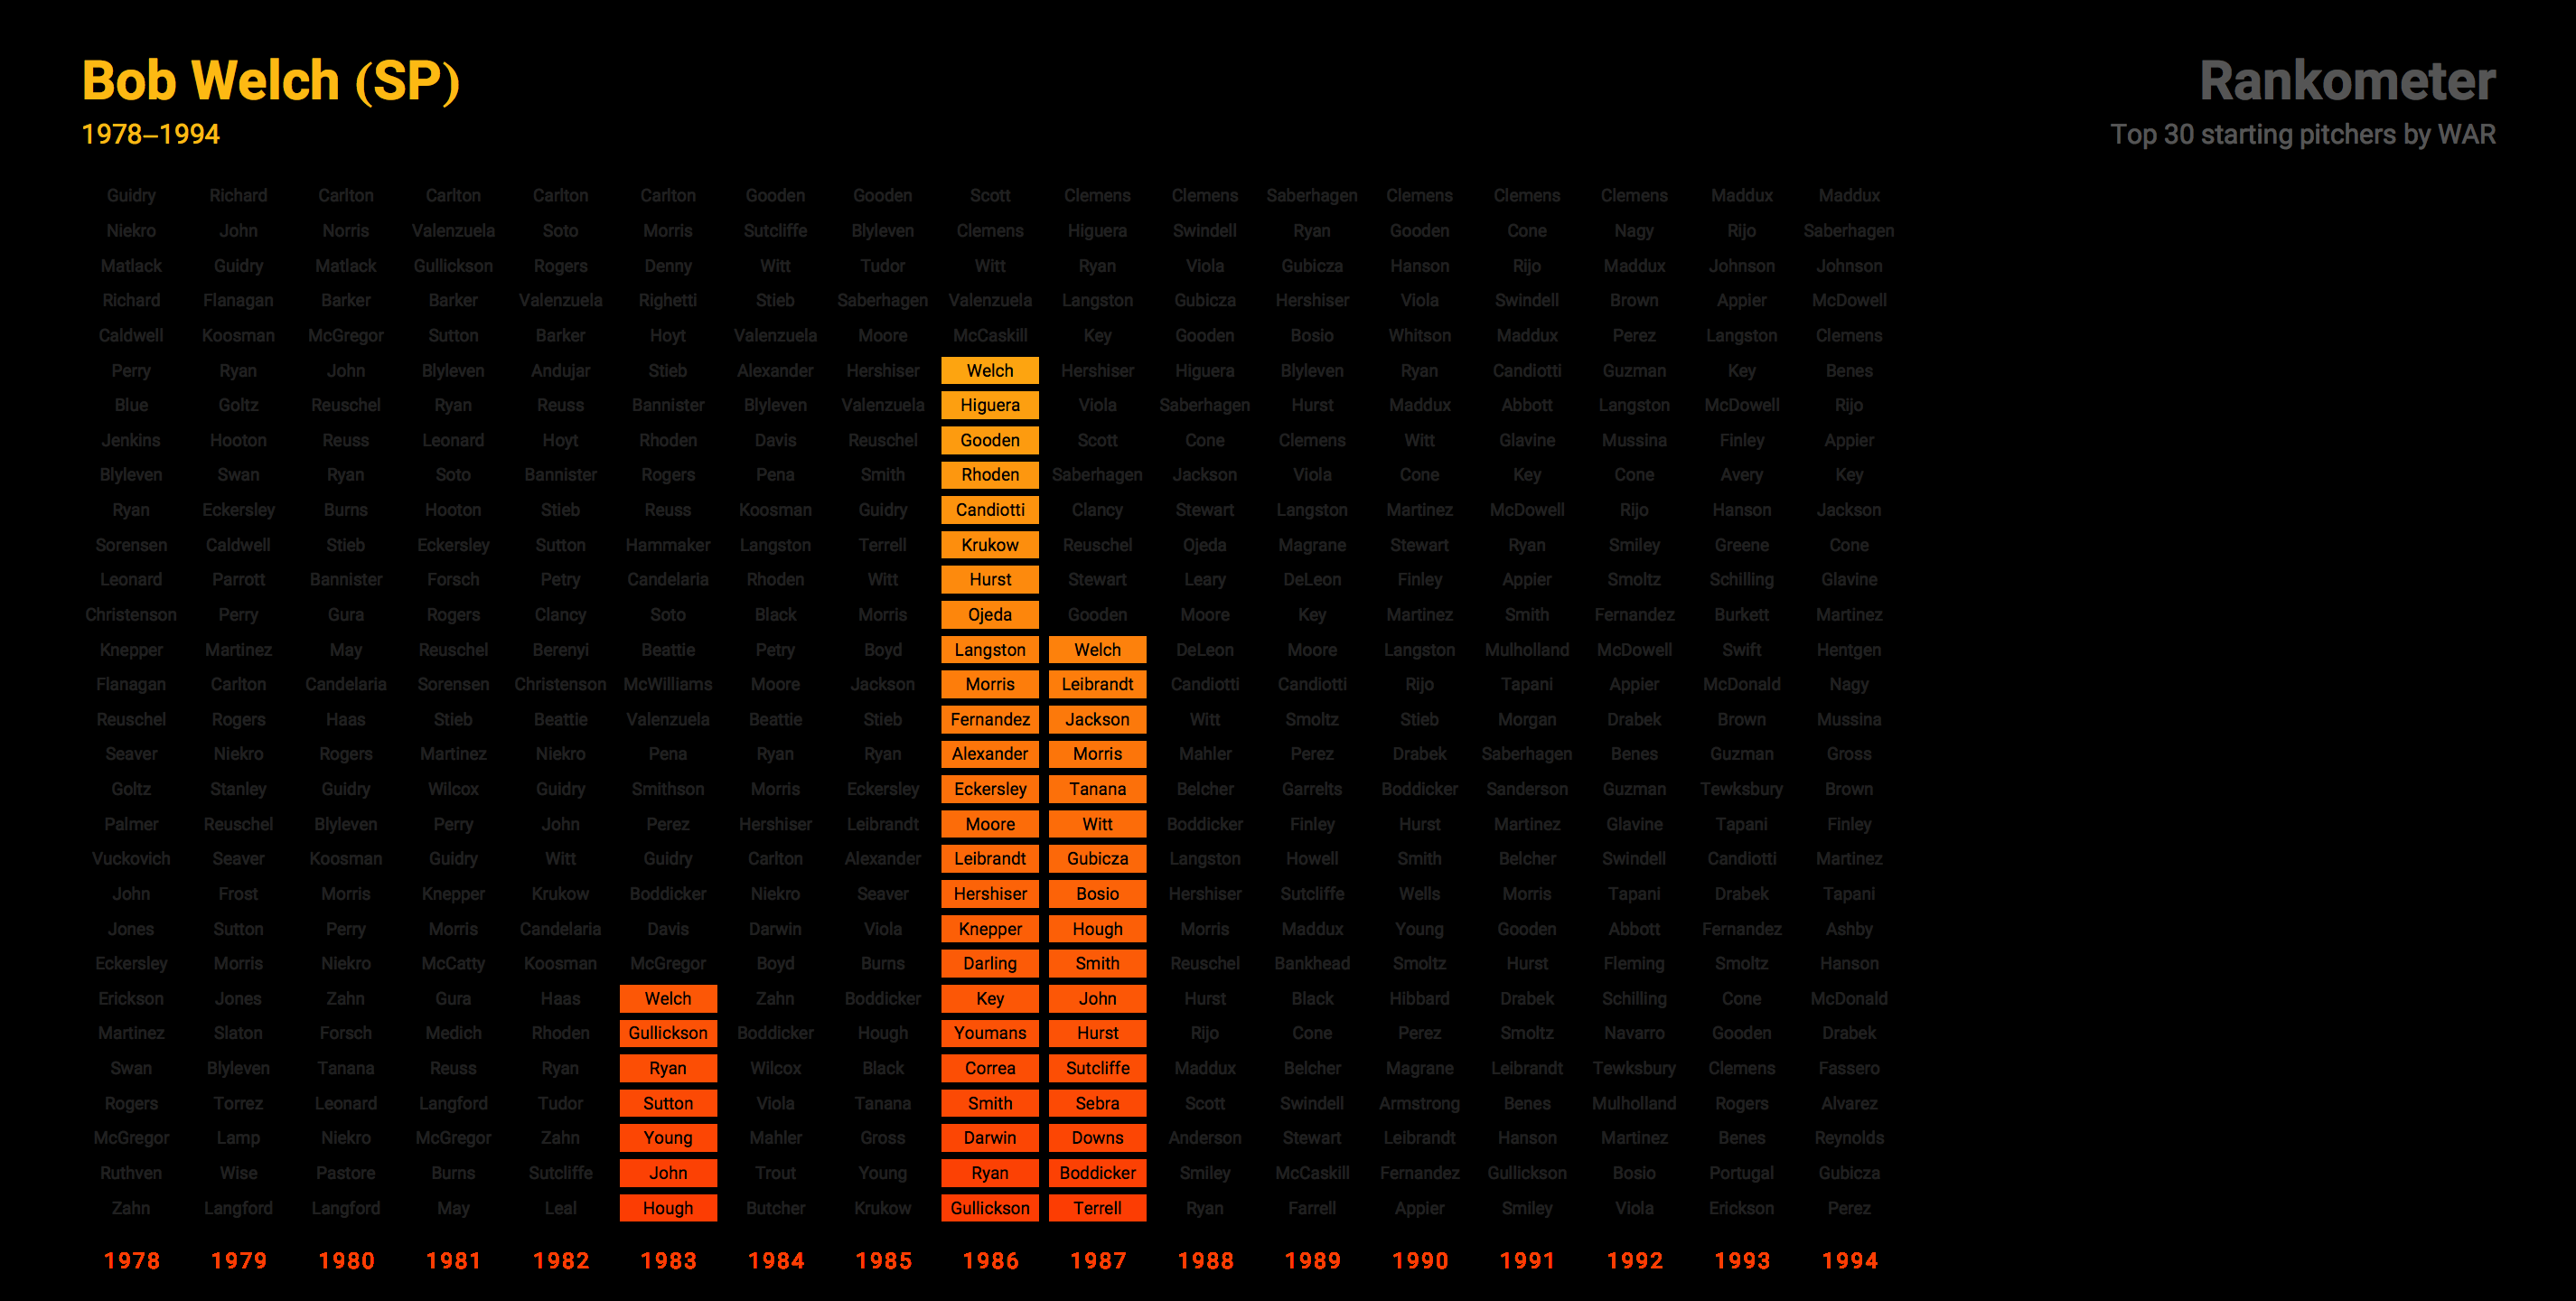 Bob Welch (SP)
1978–1994
Rankometer
Top 30 starting pitchers by WAR
Guidry Richard Carlton Carlton Carlton Carlton Gooden Gooden Scott Clemens Clemens Saberhagen Clemens Clemens Clemens Maddux Maddux
Niekro John Norris Valenzuela Soto Morris Sutcliffe Blyleven Clemens Higuera Swindell Ryan Gooden Cone Nagy Rijo Saberhagen
Matlack Guidry Matlack Gullickson Rogers Denny Witt Tudor Witt Ryan Viola Gubicza Hanson Rijo Maddux Johnson Johnson
Richard Flanagan Barker Barker Valenzuela Righetti Stieb Saberhagen Valenzuela Langston Gubicza Hershiser Viola Swindell Brown Appier McDowell
Caldwell Koosman McGregor Sutton Barker Hoyt Valenzuela Moore McCaskill Key Gooden Bosio Whitson Maddux Perez Langston Clemens
Perry Ryan John Blyleven Andujar Stieb Alexander Hershiser Welch Hershiser Higuera Blyleven Ryan Candiotti Guzman Key Benes
Blue Goltz Reuschel Ryan Reuss Bannister Blyleven Valenzuela Higuera Viola Saberhagen Hurst Maddux Abbott Langston McDowell Rijo
Jenkins Hooton Reuss Leonard Hoyt Rhoden Davis Reuschel Gooden Scott Cone Clemens Witt Glavine Mussina Finley Appier
Blyleven Swan Ryan Soto Bannister Rogers Pena Smith Rhoden Saberhagen Jackson Viola Cone Key Cone Avery Key
Ryan Eckersley Burns Hooton Stieb Reuss Koosman Guidry Candiotti Clancy Stewart Langston Martinez McDowell Rijo Hanson Jackson
Sorensen Caldwell Stieb Eckersley Sutton Hammaker Langston Terrell Krukow Reuschel Ojeda Magrane Stewart Ryan Smiley Greene Cone
Leonard Parrott Bannister Forsch Petry Candelaria Rhoden Witt Hurst Stewart Leary DeLeon Finley Appier Smoltz Schilling Glavine
Christenson Perry Gura Rogers Clancy Soto Black Morris Ojeda Gooden Moore Key Martinez Smith Fernandez Burkett Martinez
Knepper Martinez May Reuschel Berenyi Beattie Petry Boyd Langston Welch DeLeon Moore Langston Mulholland McDowell Swift Hentgen
Flanagan Carlton Candelaria Sorensen Christenson McWilliams Moore Jackson Morris Leibrandt Candiotti Candiotti Rijo Tapani Appier McDonald Nagy
Reuschel Rogers Haas Stieb Beattie Valenzuela Beattie Stieb Fernandez Jackson Witt Smoltz Stieb Morgan Drabek Brown Mussina
Seaver Niekro Rogers Martinez Niekro Pena Ryan Ryan Alexander Morris Mahler Perez Drabek Saberhagen Benes Guzman Gross
Goltz Stanley Guidry Wilcox Guidry Smithson Morris Eckersley Eckersley Tanana Belcher Garrelts Boddicker Sanderson Guzman Tewksbury Brown
Palmer Reuschel Blyleven Perry John Perez Hershiser Leibrandt Moore Witt Boddicker Finley Hurst Martinez Glavine Tapani Finley
Vuckovich Seaver Koosman Guidry Witt Guidry Carlton Alexander Leibrandt Gubicza Langston Howell Smith Belcher Swindell Candiotti Martinez
John Frost Morris Knepper Krukow Boddicker Niekro Seaver Hershiser Bosio Hershiser Sutcliffe Wells Morris Tapani Drabek Tapani
Jones Sutton Perry Morris Candelaria Davis Darwin Viola Knepper Hough Morris Maddux Young Gooden Abbott Fernandez Ashby
Eckersley Morris Niekro McCatty Koosman McGregor Boyd Burns Darling Smith Reuschel Bankhead Smoltz Hurst Fleming Smoltz Hanson
Erickson Jones Zahn Gura Haas Welch Zahn Boddicker Key John Hurst Black Hibbard Drabek Schilling Cone McDonald
Martinez Slaton Forsch Medich Rhoden Gullickson Boddicker Hough Youmans Hurst Rijo Cone Perez Smoltz Navarro Gooden Drabek
Swan Blyleven Tanana Reuss Ryan Ryan Wilcox Black Correa Sutcliffe Maddux Belcher Magrane Leibrandt Tewksbury Clemens Fassero
Rogers Torrez Leonard Langford Tudor Sutton Viola Tanana Smith Sebra Scott Swindell Armstrong Benes Mulholland Rogers Alvarez
McGregor Lamp Niekro McGregor Zahn Young Mahler Gross Darwin Downs Anderson Stewart Leibrandt Hanson Martinez Benes Reynolds
Ruthven Wise Pastore Burns Sutcliffe John Trout Young Ryan Boddicker Smiley McCaskill Fernandez Gullickson Bosio Portugal Gubicza
Zahn Langford Langford May Leal Hough Butcher Krukow Gullickson Terrell Ryan Farrell Appier Smiley Viola Erickson Perez
1978 1979 1980 1981 1982 1983 1984 1985 1986 1987 1988 1989 1990 1991 1992 1993 1994